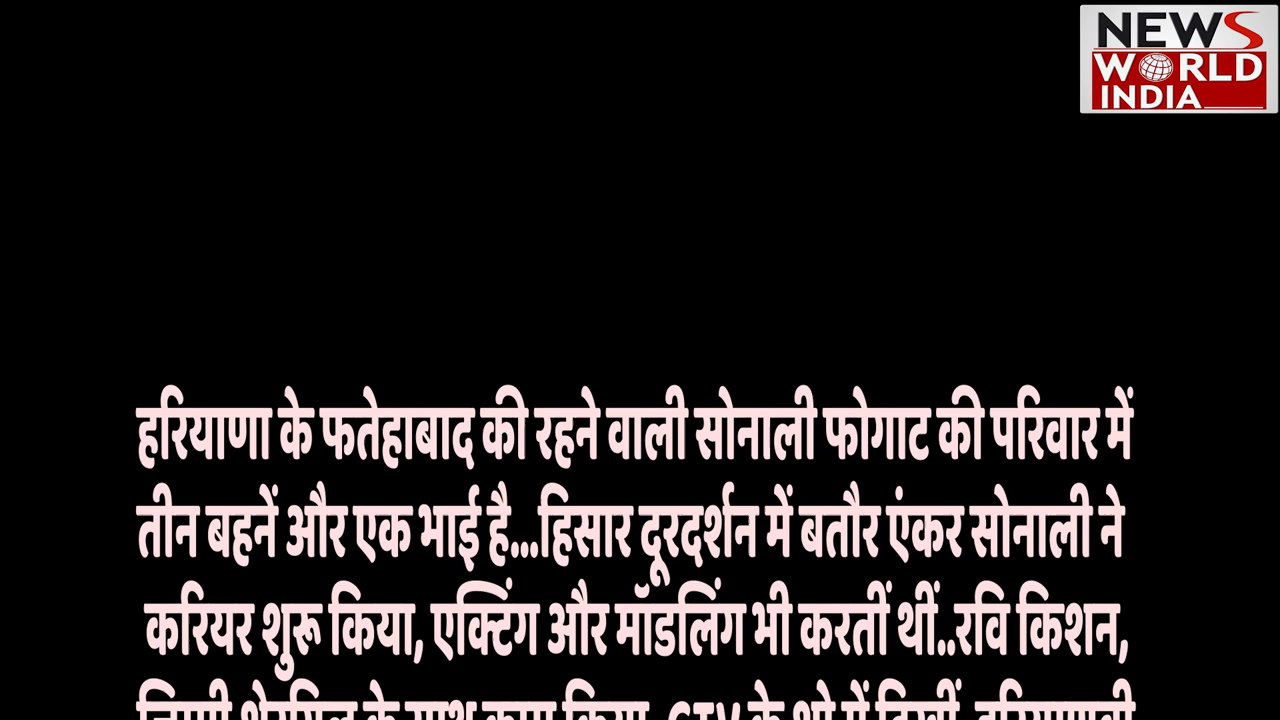 NEWS
WORLD
INDIA
हरियाणा के फतेहाबाद की रहने वाली सोनाली फोगाट की परिवार में
तीन बहनें और एक भाई है...हिसार दूरदर्शन में बतौर एंकर सोनाली ने
करियर शुरू किया, एक्टिंग और मॉडलिंग भी करतीं थीं..रवि किशन,
के साथ काम किया